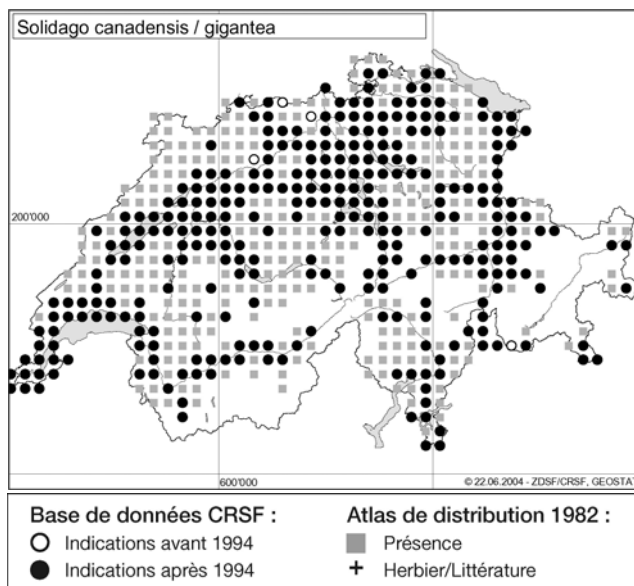 Solidago canadensis / gigantea
200'000
600'000
© 22.06.2004 - ZDSF/CRSF, GEOSTAT
Base de données CRSF :
Indications avant 1994
Indications après 1994
Atlas de distribution 1982 :
Présence
Herbier/Littérature